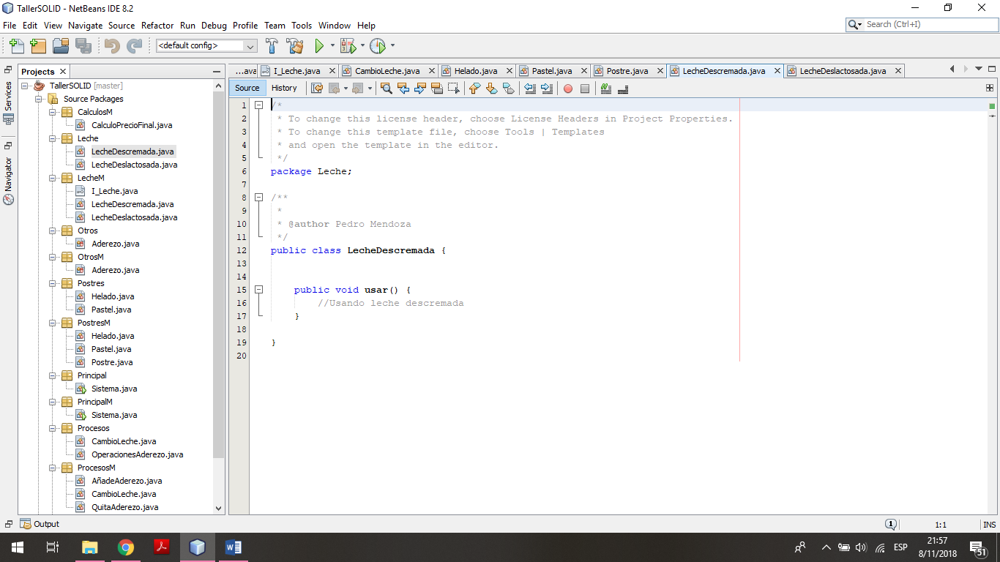 TallerSOLID - NetBeans IDE 8.2
File Edit View Navigate Source Refactor Run Debug Profile Team Tools Window Help
Search (Ctrl+I)
<default config>
Projects
...ava I_Leche.java CambioLeche.java Helado.java Pastel.java Postre.java LecheDescremada.java LecheDeslactosada.java
Services
Navigator
TallerSOLID [master]
Source Packages
CalculosM
CalculoPrecioFinal.java
Leche
LecheDescremada.java
LecheDeslactosada.java
LecheM
I_Leche.java
LecheDescremada.java
LecheDeslactosada.java
Otros
Aderezo.java
OtrosM
Aderezo.java
Postres
Helado.java
Pastel.java
PostresM
Helado.java
Pastel.java
Postre.java
Principal
Sistema.java
PrincipalM
Sistema.java
Procesos
CambioLeche.java
OperacionesAderezo.java
ProcesosM
AñadeAderezo.java
CambioLeche.java
QuitaAderezo.java
Source History
1 /*
2 * To change this license header, choose License Headers in Project Properties.
3 * To change this template file, choose Tools | Templates
4 * and open the template in the editor.
5 */
6 package Leche;
7
8 /**
9 *
10 * @author Pedro Mendoza
11 */
12 public class LecheDescremada {
13
14
15 public void usar() {
16 //Usando leche descremada
17 }
18
19 }
20
Output
1 1:1 INS
ESP
21:57
8/11/2018
51